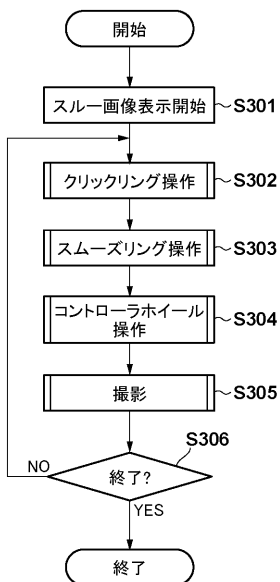 開始
スルー画像表示開始 S301
クリックリング操作 S302
スムーズリング操作 S303
コントローラホイール
操作 S304
撮影 S305
S306
終了?
NO
YES
終了